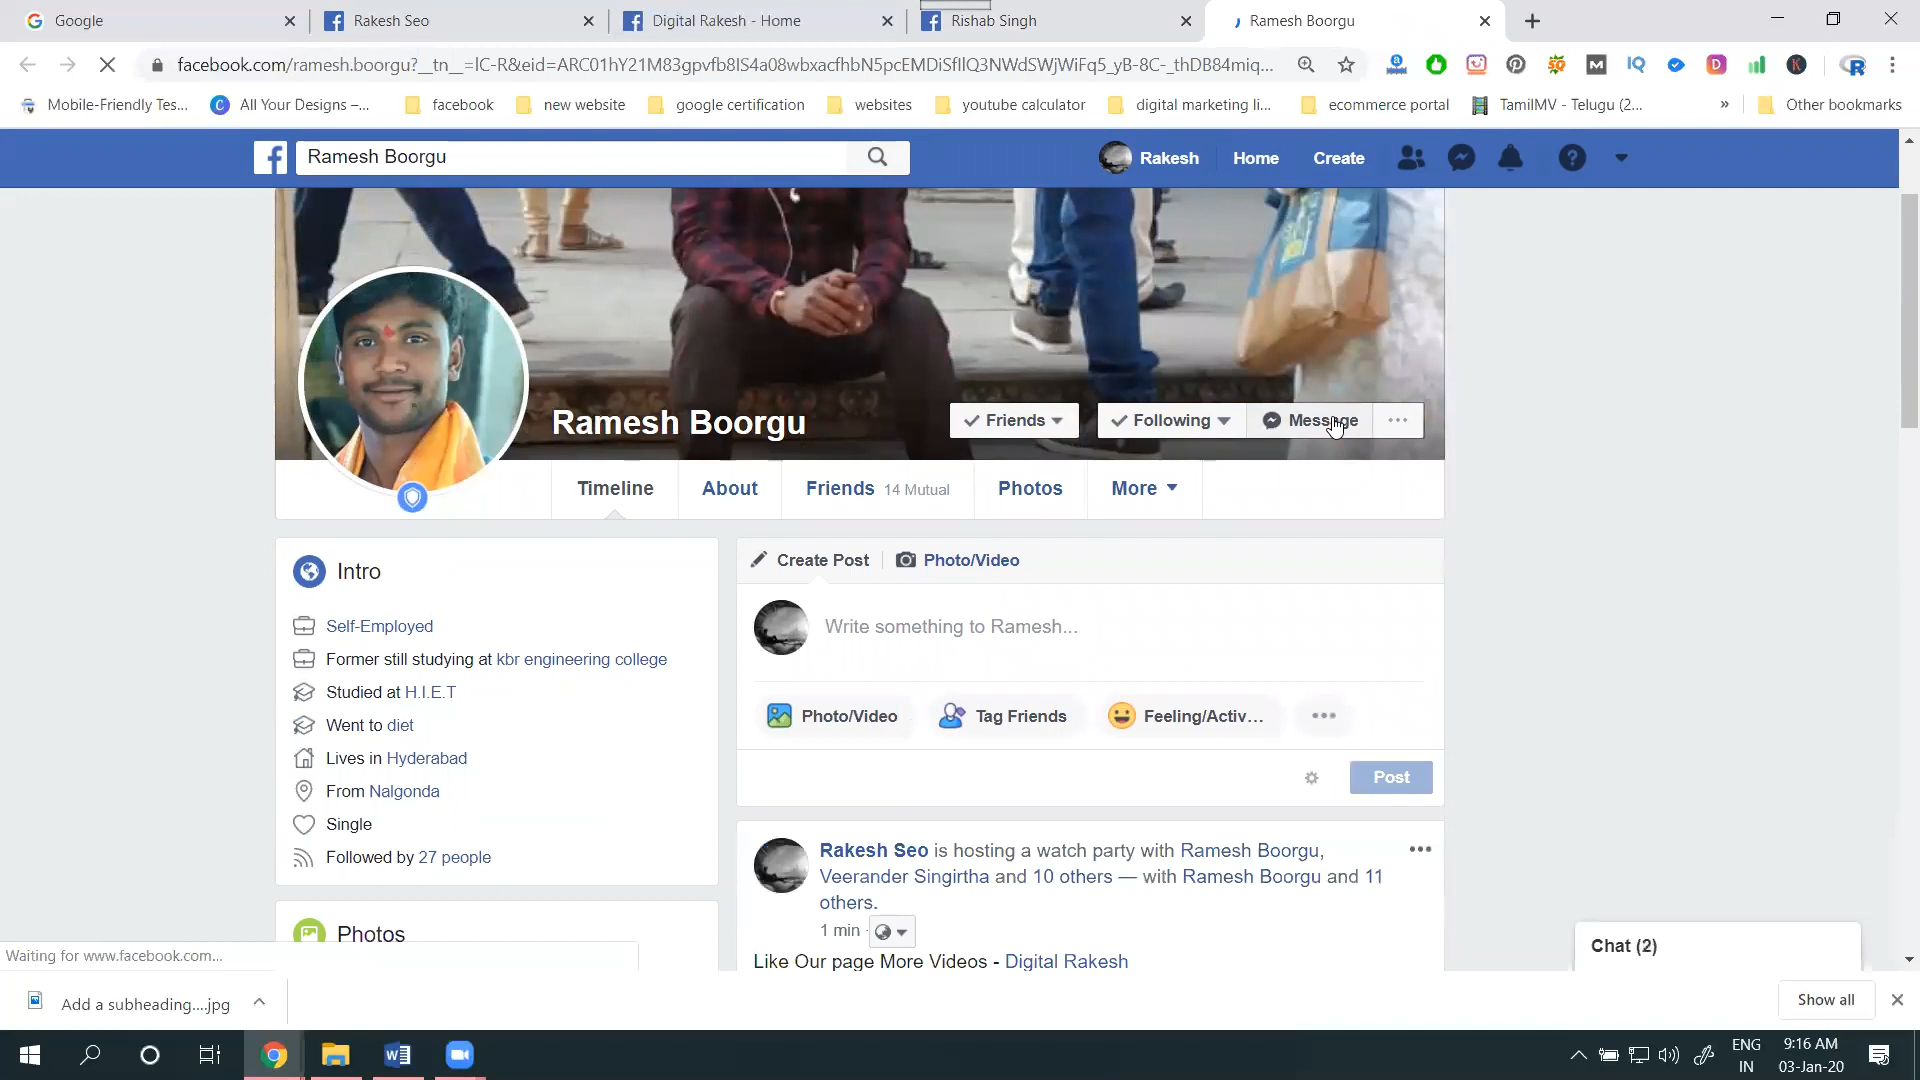 Google
Rakesh Seo
Digital Rakesh - Home
Rishab Singh
Ramesh Boorgu
facebook.com/ramesh.boorgu?__tn__=lC-R&eid=ARC01hY21M83gpvfb8lS4a08wbxacfhbN5pcEMDiSfIlQ3NWdSWjWiFq5_yB-8C-_thDB84miq...
Mobile-Friendly Tes...
All Your Designs –...
facebook
new website
google certification
websites
youtube calculator
digital marketing li...
ecommerce portal
TamilMV - Telugu (2...
»
Other bookmarks
Ramesh Boorgu
Rakesh
Home
Create
Ramesh Boorgu
Friends
Following
Message
Timeline
About
Friends 14 Mutual
Photos
More
Intro
Self-Employed
Former still studying at kbr engineering college
Studied at H.I.E.T
Went to diet
Lives in Hyderabad
From Nalgonda
Single
Followed by 27 people
Photos
Create Post
Photo/Video
Write something to Ramesh...
Photo/Video
Tag Friends
Feeling/Activ...
Post
Rakesh Seo is hosting a watch party with Ramesh Boorgu,
Veerander Singirtha and 10 others — with Ramesh Boorgu and 11
others.
1 min ·
Like Our page More Videos - Digital Rakesh
Chat (2)
Waiting for www.facebook.com...
Add a subheading....jpg
Show all
ENG
IN
9:16 AM
03-Jan-20